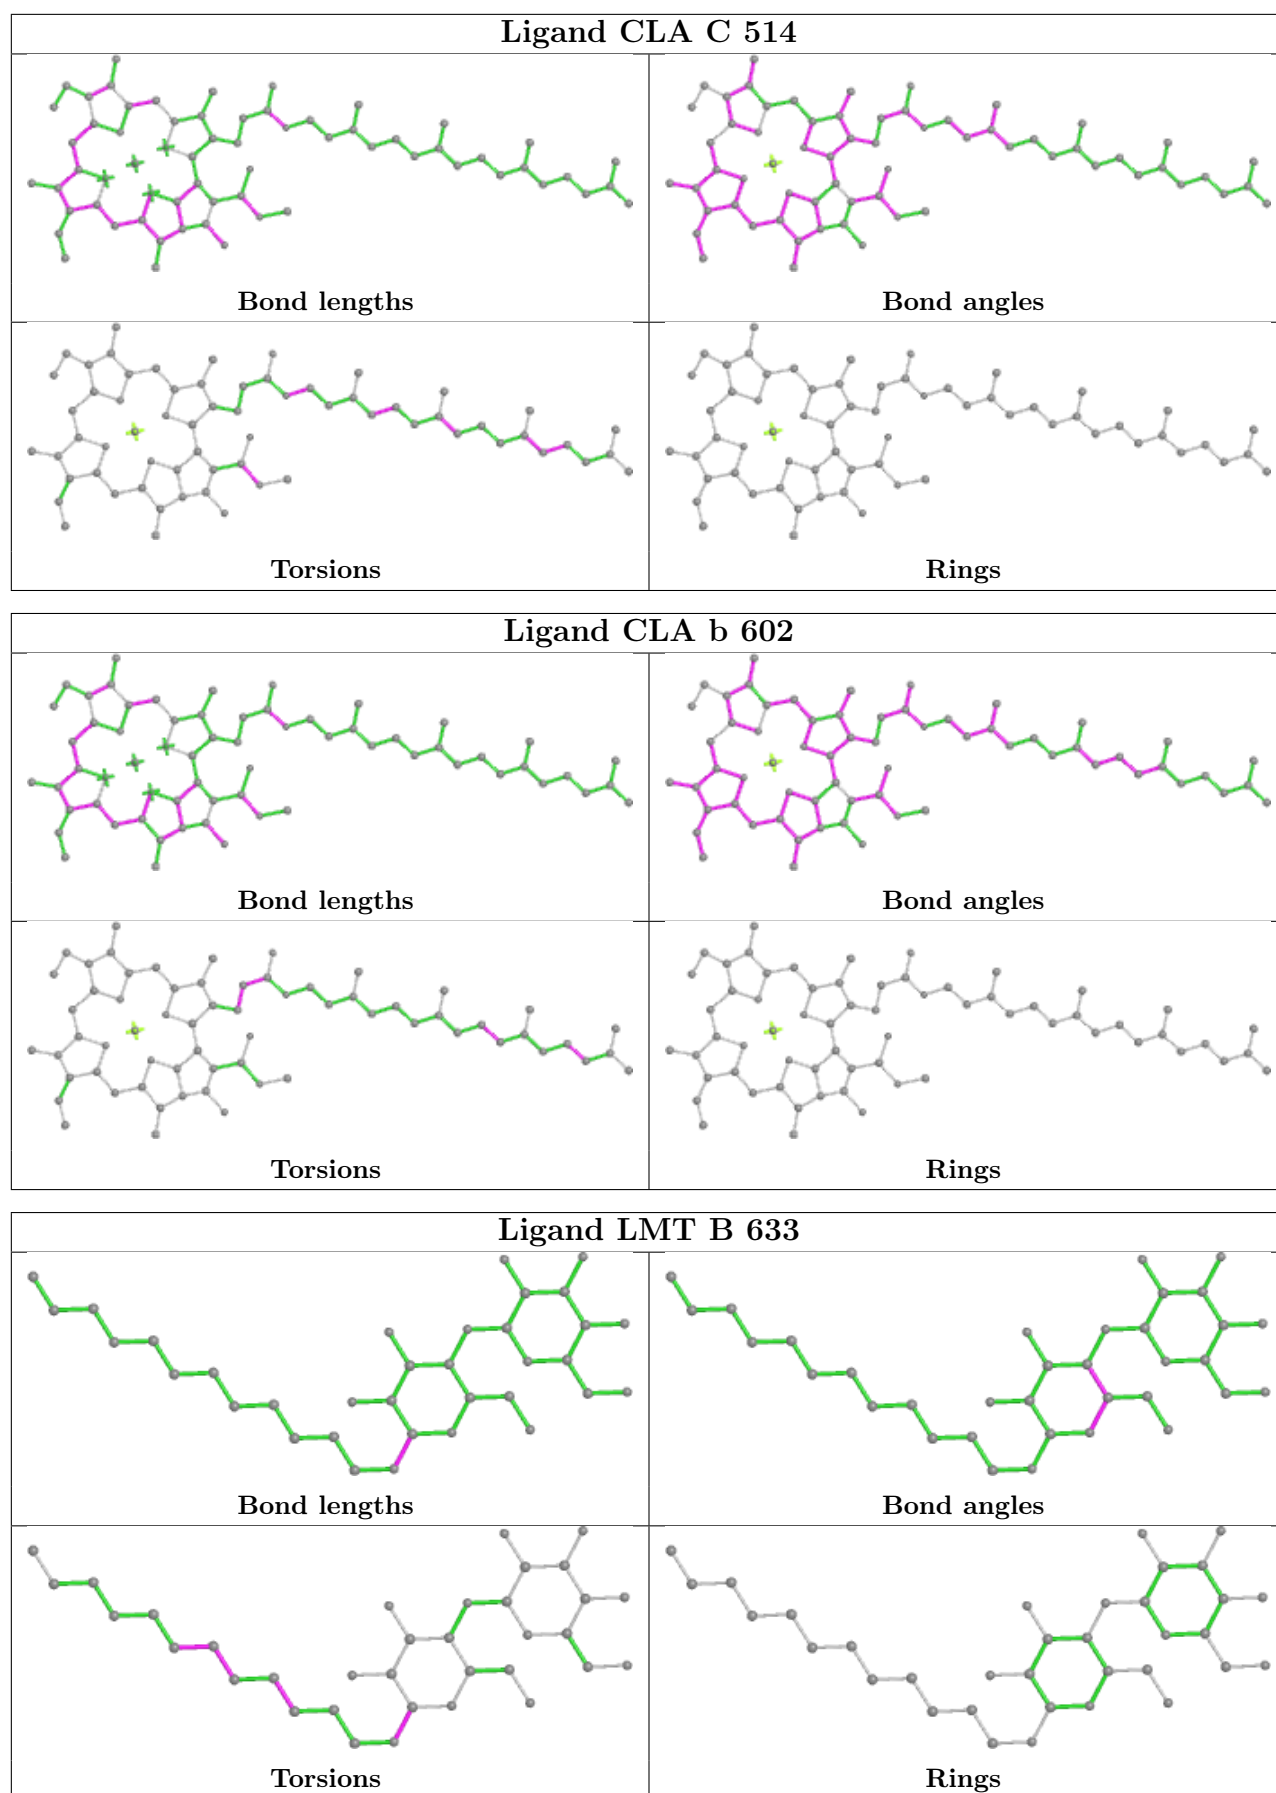 Ligand CLA C 514
Bond lengths
Bond angles
Torsions
Rings
Ligand CLA b 602
Bond lengths
Bond angles
Torsions
Rings
Ligand LMT B 633
Bond lengths
Bond angles
Torsions
Rings